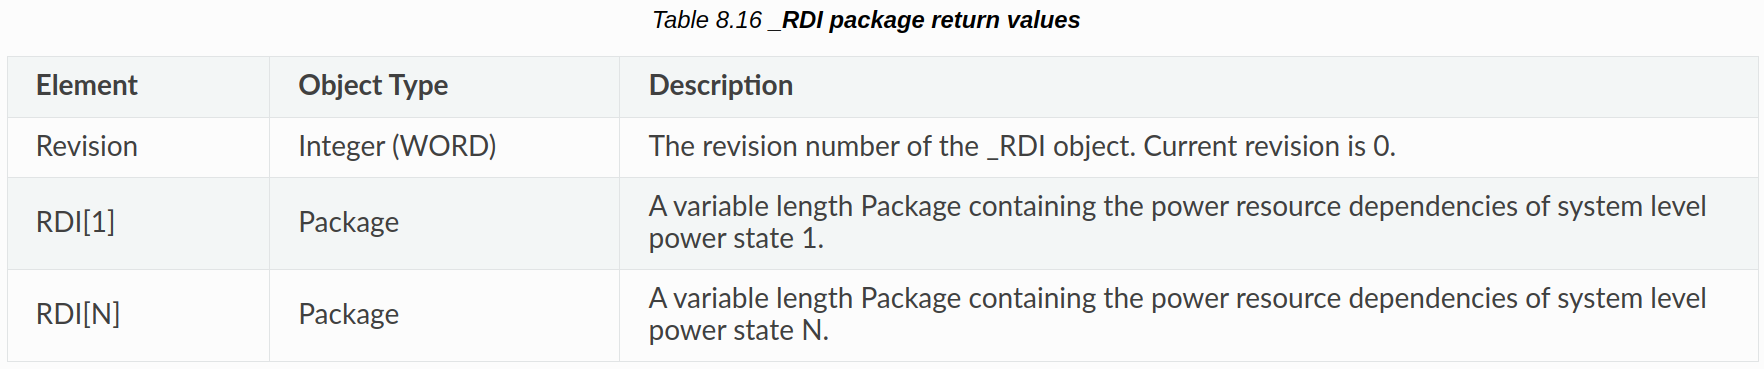 Table 8.16 _RDI package return values
Element Object Type Description
Revision Integer (WORD) The revision number of the _RDI object. Current revision is 0.
RDI[1] Package A variable length Package containing the power resource dependencies of system level
power state 1.
RDI[N] Package A variable length Package containing the power resource dependencies of system level
power state N.